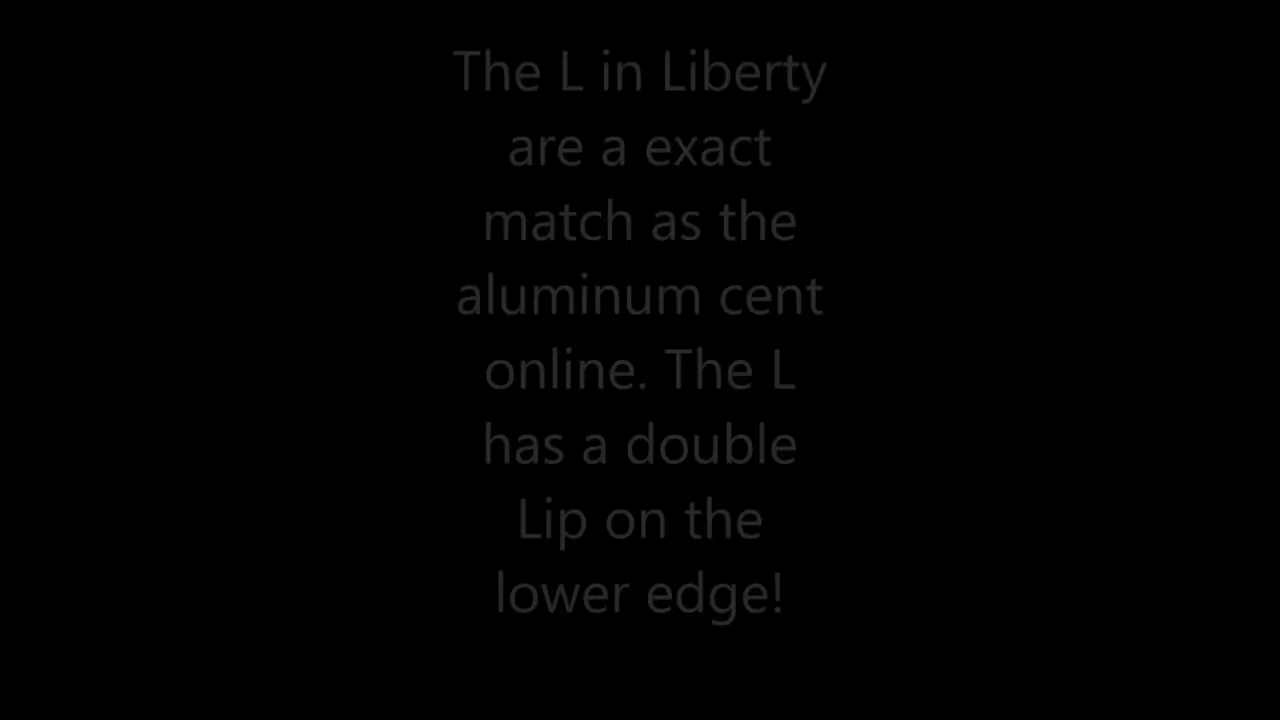 The L in Liberty
are a exact
match as the
aluminum cent
online. The L
has a double
Lip on the
lower edge!